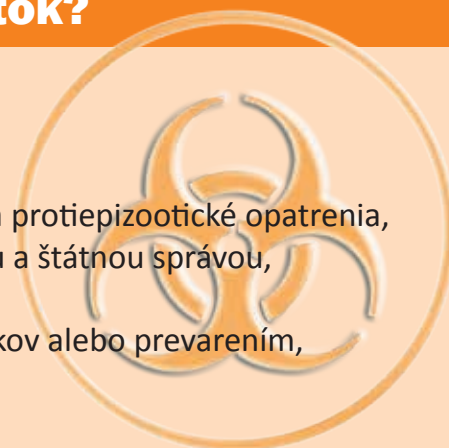 tok?
protiepizootické opatrenia,
a štátnou správou,
kov alebo prevarením,